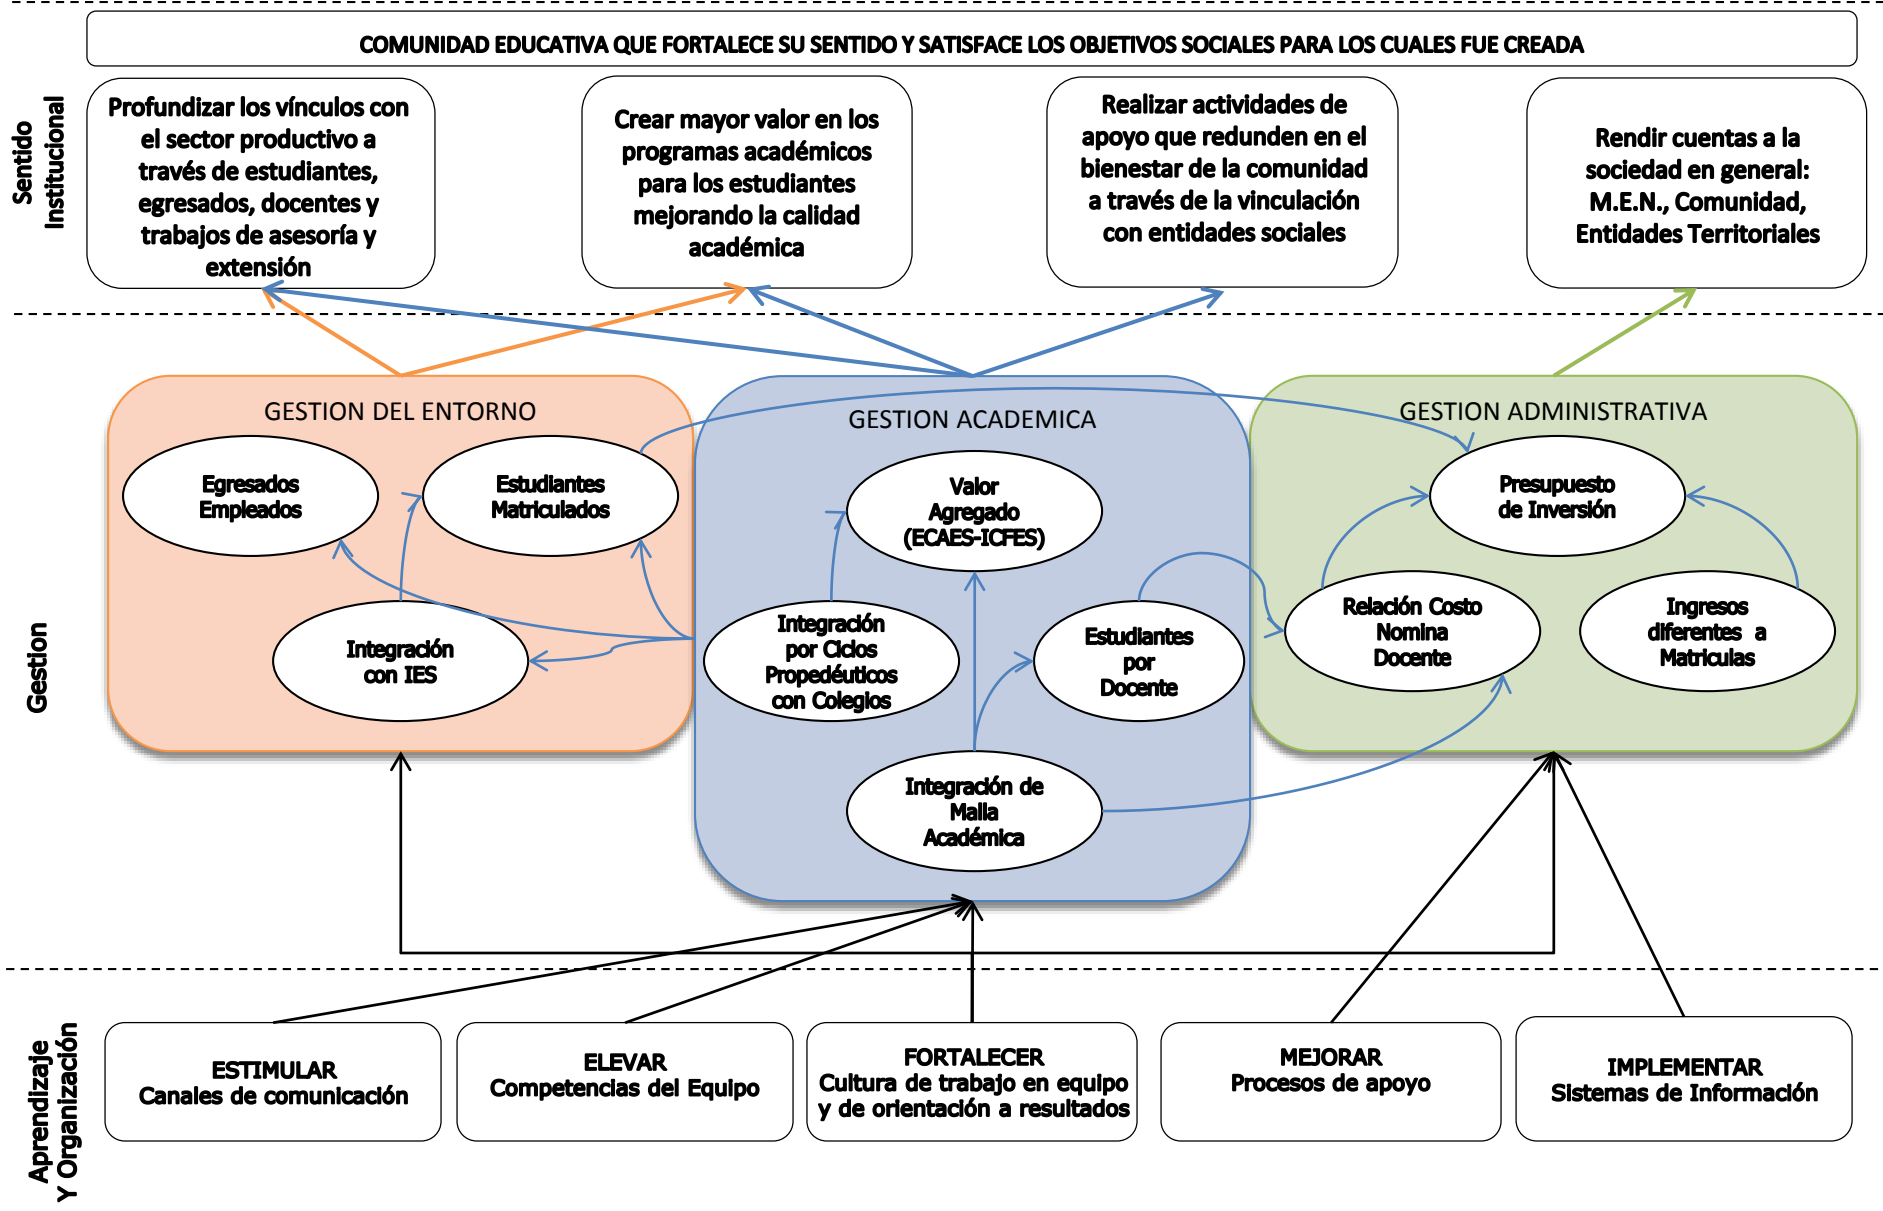 COMUNIDAD EDUCATIVA QUE FORTALECE SU SENTIDO Y SATISFACE LOS OBJETIVOS SOCIALES PARA LOS CUALES FUE CREADA
Sentido
Institucional
Profundizar los vínculos con
el sector productivo a
través de estudiantes,
egresados, docentes y
trabajos de asesoría y
extensión
Crear mayor valor en los
programas académicos
para los estudiantes
mejorando la calidad
académica
Realizar actividades de
apoyo que redunden en el
bienestar de la comunidad
a través de la vinculación
con entidades sociales
Rendir cuentas a la
sociedad en general:
M.E.N., Comunidad,
Entidades Territoriales
Gestion
GESTION DEL ENTORNO
Egresados
Empleados
Estudiantes
Matriculados
Integración
con IES
GESTION ACADEMICA
Valor
Agregado
(ECAES-ICFES)
Integración
por Ciclos
Propedéuticos
con Colegios
Estudiantes
por
Docente
Integración de
Malla
Académica
GESTION ADMINISTRATIVA
Presupuesto
de Inversión
Relación Costo
Nomina
Docente
Ingresos
diferentes a
Matriculas
Aprendizaje
Y Organización
ESTIMULAR
Canales de comunicación
ELEVAR
Competencias del Equipo
FORTALECER
Cultura de trabajo en equipo
y de orientación a resultados
MEJORAR
Procesos de apoyo
IMPLEMENTAR
Sistemas de Información